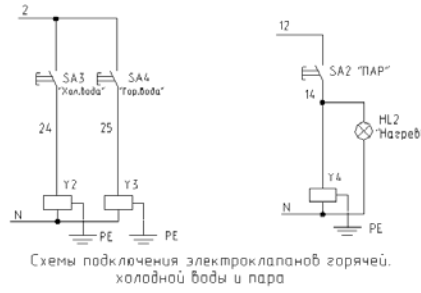 2
12
SA3
"Хол.вода"
SA4
"Гор.вода"
SA2 "ПАР"
24
25
14
HL2
"Нагрев
Y2
Y3
Y4
N
N
PE
PE
PE
Схемы подключения электроклапанов горячей.
холодной воды и пара